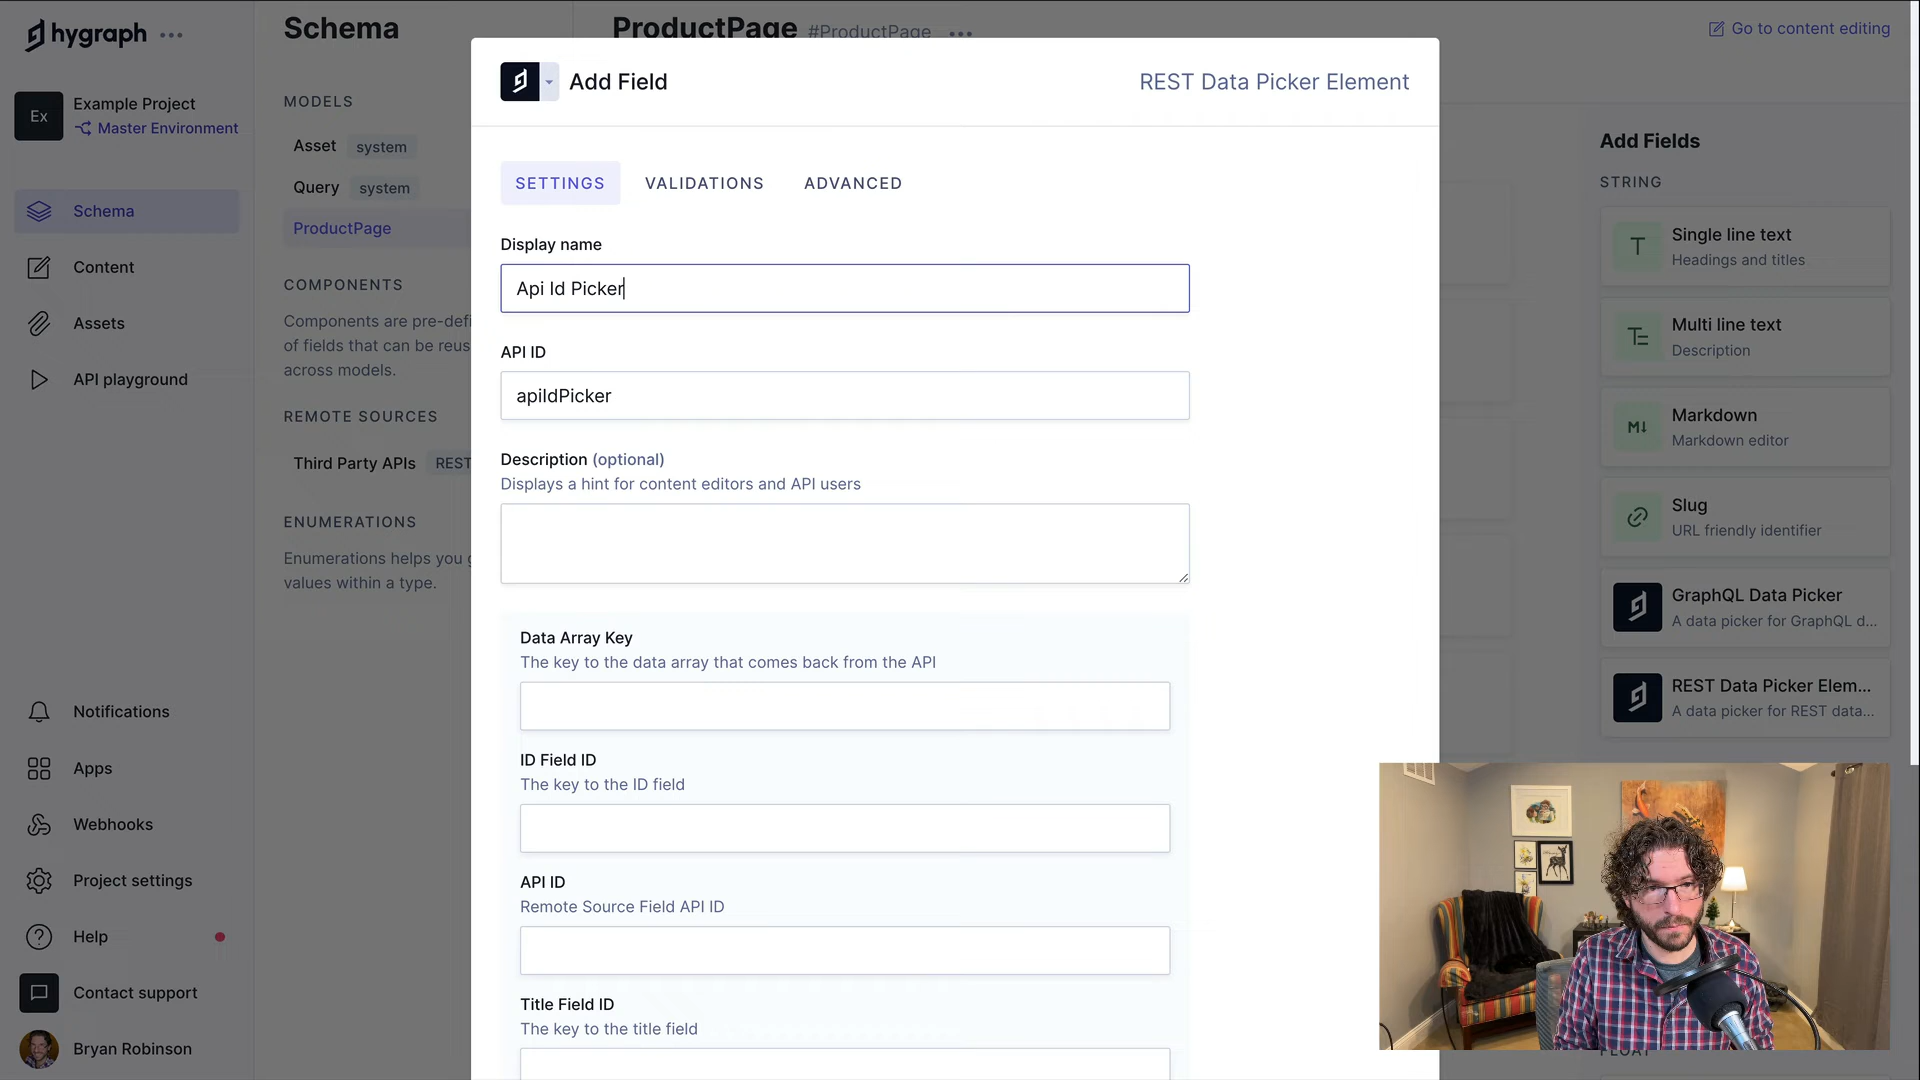 hygraph
Ex
Example Project
Master Environment
Schema
Content
Assets
API playground
Notifications
Apps
Webhooks
Project settings
Help
Contact support
Bryan Robinson
Schema
MODELS
Asset system
Query system
ProductPage
COMPONENTS
Components are pre-defi
of fields that can be reus
across models.
REMOTE SOURCES
Third Party APIs REST
ENUMERATIONS
Enumerations helps you
values within a type.
ProductPage #ProductPage
Go to content editing
Add Field
REST Data Picker Element
SETTINGS VALIDATIONS ADVANCED
Display name
Api Id Picker
API ID
apiIdPicker
Description (optional)
Displays a hint for content editors and API users
Data Array Key
The key to the data array that comes back from the API
ID Field ID
The key to the ID field
API ID
Remote Source Field API ID
Title Field ID
The key to the title field
Add Fields
STRING
T
Single line text
Headings and titles
Multi line text
Description
M↓
Markdown
Markdown editor
Slug
URL friendly identifier
GraphQL Data Picker
A data picker for GraphQL d...
REST Data Picker Elem...
A data picker for REST data...
FLOAT